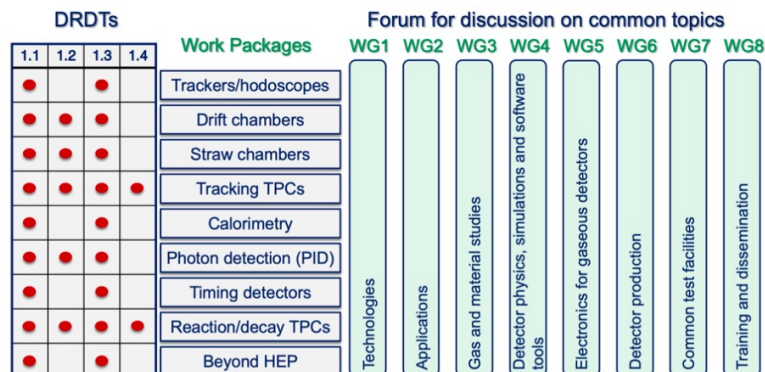 DRDTs
Forum for discussion on common topics
1.1 1.2 1.3 1.4
Work Packages
WG1 WG2 WG3 WG4 WG5 WG6 WG7 WG8
Trackers/hodoscopes
Drift chambers
Straw chambers
Tracking TPCs
Calorimetry
Photon detection (PID)
Timing detectors
Reaction/decay TPCs
Beyond HEP
Technologies
Applications
Gas and material studies
Detector physics, simulations and software
tools
Electronics for gaseous detectors
Detector production
Common test facilities
Training and dissemination